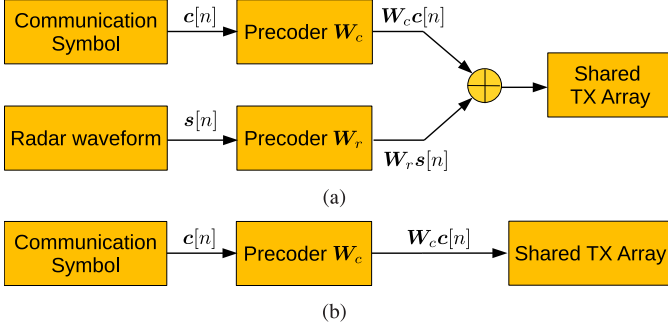 Communication Symbol
c[n]
Precoder W_c
W_c c[n]
Shared TX Array
Radar waveform
s[n]
Precoder W_r
W_r s[n]
(a)
Communication Symbol
c[n]
Precoder W_c
W_c c[n]
Shared TX Array
(b)